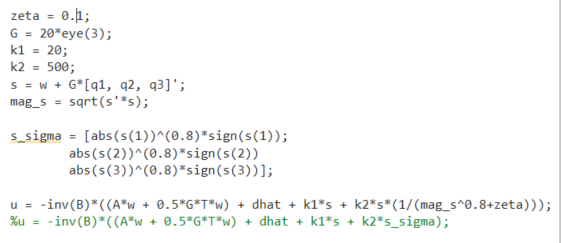 zeta = 0.1;
G = 20*eye(3);
k1 = 20;
k2 = 500;
s = w + G*[q1, q2, q3]';
mag_s = sqrt(s'*s);
s_sigma = [abs(s(1))^(0.8)*sign(s(1));
abs(s(2))^(0.8)*sign(s(2))
abs(s(3))^(0.8)*sign(s(3))];
u = -inv(B)*((A*w + 0.5*G*T*w) + dhat + k1*s + k2*s*(1/(mag_s^0.8+zeta)));
%u = -inv(B)*((A*w + 0.5*G*T*w) + dhat + k1*s + k2*s_sigma);